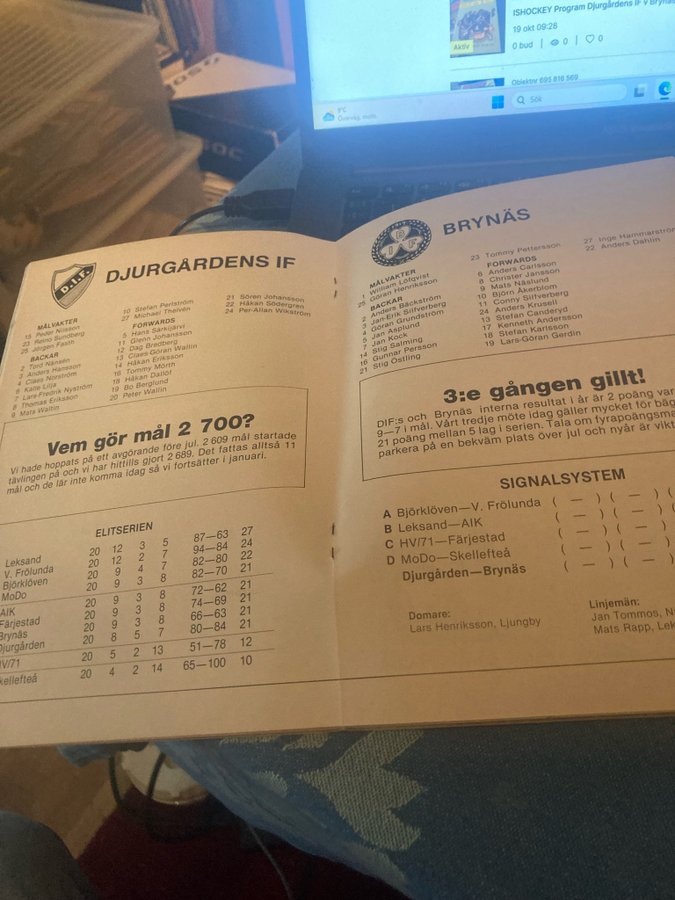 ISHOCKEY Program Djurgårdens IF v Brynäs
19 okt 09:28
Aktiv
0 bud 0 0
Objektnr 695 816 569
9°C
Sök
DJURGÅRDENS IF
D.I.F.
MÅLVAKTER
15 Peder Nilsson
23 Reino Sundberg
25 Jörgen Fasth
BACKAR
2 Tord Nänsén
3 Anders Hansson
4 Claes Norström
6 Kalle Lilja
7 Lars-Fredrik Nyström
8 Thomas Eriksson
9 Mats Waltin
10 Stefan Perlström
27 Michael Thelvén
FORWARDS
5 Hans Särkijärvi
11 Glenn Johansson
12 Dag Bredberg
13 Claes-Göran Wallin
14 Håkan Eriksson
16 Tommy Mörth
18 Håkan Dallöf
19 Bo Berglund
20 Peter Wallin
21 Sören Johansson
22 Håkan Södergren
24 Per-Allan Wikström
Vem gör mål 2 700?
Vi hade hoppats på ett avgörande före jul. 2 609 mål startade
tävlingen på och vi har hittills gjort 2 689. Det fattas alltså 11
mål och de lär inte komma idag så vi fortsätter i januari.
ELITSERIEN
Leksand 20 12 3 5 87—63 27
V. Frölunda 20 12 2 7 94—84 24
Björklöven 20 9 4 7 82—80 22
MoDo 20 9 3 8 82—70 21
AIK 20 9 3 8 72—62 21
Färjestad 20 9 3 8 74—69 21
Brynäs 20 9 3 8 66—63 21
Djurgården 20 8 5 7 80—84 21
HV/71 20 5 2 13 51—78 12
Skellefteå 20 4 2 14 65—100 10
BRYNÄS
B I F
MÅLVAKTER
1 William Löfqvist
25 Göran Henriksson
BACKAR
2 Anders Bäckström
3 Jan-Erik Silfverberg
4 Göran Grundström
5 Jan Asplund
7 Jan Kock
14 Stig Salming
16 Gunnar Persson
21 Stig Östling
23 Tommy Pettersson
FORWARDS
6 Anders Carlsson
8 Christer Jansson
9 Mats Näslund
10 Björn Åkerblom
11 Conny Silfverberg
24 Anders Krusell
13 Stefan Canderyd
17 Kenneth Andersson
18 Stefan Karlsson
19 Lars-Göran Gerdin
27 Inge Hammarström
22 Anders Dahlin
3:e gången gillt!
DIF:s och Brynäs interna resultat i år är 2 poäng var
9—7 i mål. Vårt tredje möte idag gäller mycket för båg
21 poäng mellan 5 lag i serien. Tala om fyrapoängsma
parkera på en bekväm plats över jul och nyår är vikt
SIGNALSYSTEM
A Björklöven—V. Frölunda ( — ) ( — ) (
B Leksand—AIK ( — ) ( — ) (
C HV/71—Färjestad ( — ) ( — ) (
D MoDo—Skellefteå ( — ) ( — ) (
Djurgården—Brynäs ( — ) ( — ) (
Domare:
Lars Henriksson, Ljungby
Linjemän:
Jan Tommos, N
Mats Rapp, Lek